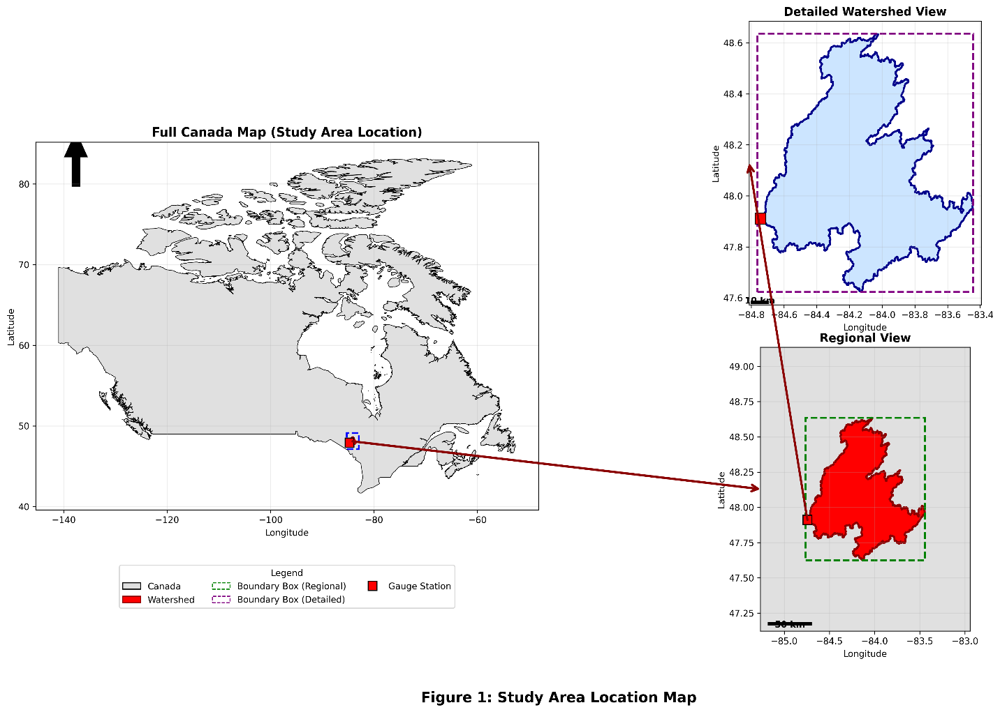 Detailed Watershed View
48.6
48.4
48.2
48.0
47.8
47.6
Latitude
10 km
−84.8 −84.6 −84.4 −84.2 −84.0 −83.8 −83.6 −83.4
Longitude
Full Canada Map (Study Area Location)
80
70
60
50
40
Latitude
−140 −120 −100 −80 −60
Longitude
Regional View
49.00
48.75
48.50
48.25
48.00
47.75
47.50
47.25
Latitude
50 km
−85.0 −84.5 −84.0 −83.5 −83.0
Longitude
Legend
Canada Boundary Box (Regional) Gauge Station
Watershed Boundary Box (Detailed)
Figure 1: Study Area Location Map